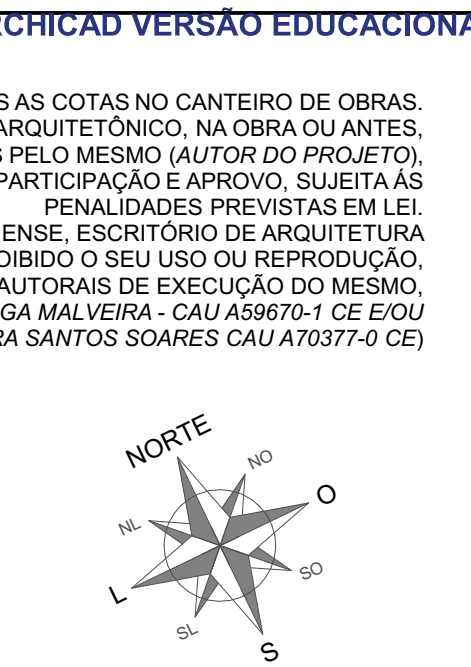 RCHICAD VERSÃO EDUCACIONA
S AS COTAS NO CANTEIRO DE OBRAS.
ARQUITETÔNICO, NA OBRA OU ANTES,
S PELO MESMO (AUTOR DO PROJETO),
PARTICIPAÇÃO E APROVO, SUJEITA ÁS
PENALIDADES PREVISTAS EM LEI.
ENSE, ESCRITÓRIO DE ARQUITETURA
OIBIDO O SEU USO OU REPRODUÇÃO,
AUTORAIS DE EXECUÇÃO DO MESMO,
GA MALVEIRA - CAU A59670-1 CE E/OU
RA SANTOS SOARES CAU A70377-0 CE)
NORTE
NO
O
NL
SO
L
SL
S